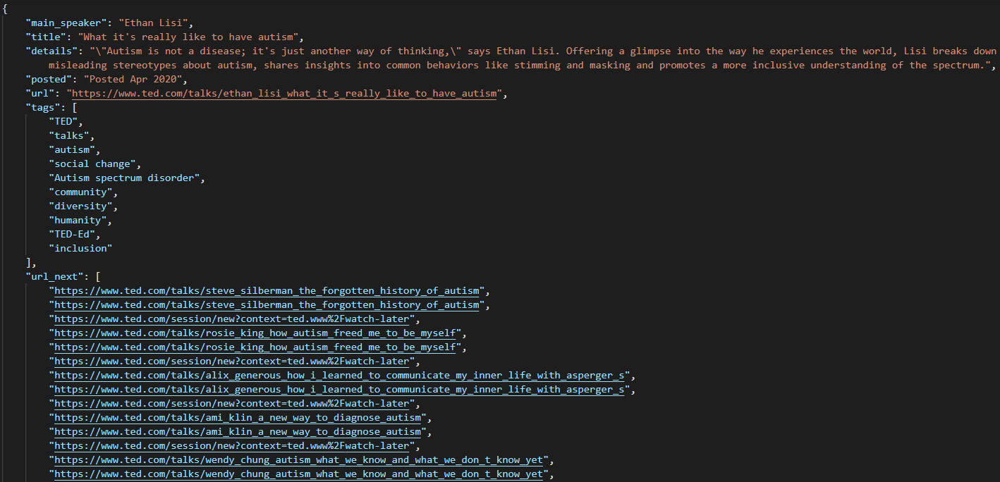 {
"main_speaker": "Ethan Lisi",
"title": "What it's really like to have autism",
"details": "\"Autism is not a disease; it's just another way of thinking,\" says Ethan Lisi. Offering a glimpse into the way he experiences the world, Lisi breaks down
misleading stereotypes about autism, shares insights into common behaviors like stimming and masking and promotes a more inclusive understanding of the spectrum.",
"posted": "Posted Apr 2020",
"url": "https://www.ted.com/talks/ethan_lisi_what_it_s_really_like_to_have_autism",
"tags": [
"TED",
"talks",
"autism",
"social change",
"Autism spectrum disorder",
"community",
"diversity",
"humanity",
"TED-Ed",
"inclusion"
],
"url_next": [
"https://www.ted.com/talks/steve_silberman_the_forgotten_history_of_autism",
"https://www.ted.com/talks/steve_silberman_the_forgotten_history_of_autism",
"https://www.ted.com/session/new?context=ted.www%2Fwatch-later",
"https://www.ted.com/talks/rosie_king_how_autism_freed_me_to_be_myself",
"https://www.ted.com/talks/rosie_king_how_autism_freed_me_to_be_myself",
"https://www.ted.com/session/new?context=ted.www%2Fwatch-later",
"https://www.ted.com/talks/alix_generous_how_i_learned_to_communicate_my_inner_life_with_asperger_s",
"https://www.ted.com/talks/alix_generous_how_i_learned_to_communicate_my_inner_life_with_asperger_s",
"https://www.ted.com/session/new?context=ted.www%2Fwatch-later",
"https://www.ted.com/talks/ami_klin_a_new_way_to_diagnose_autism",
"https://www.ted.com/talks/ami_klin_a_new_way_to_diagnose_autism",
"https://www.ted.com/session/new?context=ted.www%2Fwatch-later",
"https://www.ted.com/talks/wendy_chung_autism_what_we_know_and_what_we_don_t_know_yet",
"https://www.ted.com/talks/wendy_chung_autism_what_we_know_and_what_we_don_t_know_yet",